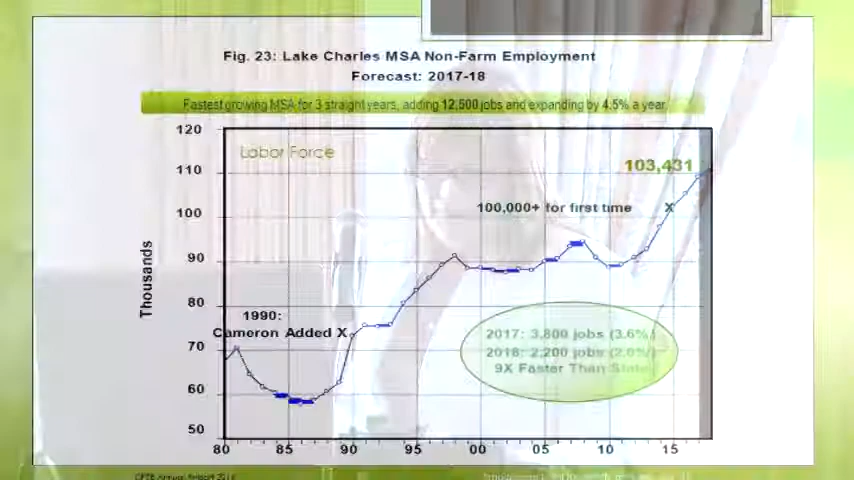 Fig. 23: Lake Charles MSA Non-Farm Employment
Forecast: 2017-18
Fastest growing MSA for 3 straight years, adding 12,500 jobs and expanding by 4.5% a year
120
Labor Force
110
103,431
100
100,000+ for first time X
90
Thousands
80
1990:
Cameron Added X
2017: 3,800 jobs (3.6%)
70
2018: 2,200 jobs (2.0%)
9X Faster Than State
60
50
80 85 90 95 00 05 10 15